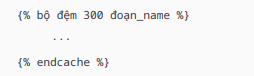 {% bộ đệm 300 đoạn_name %}
...
{% endcache %}